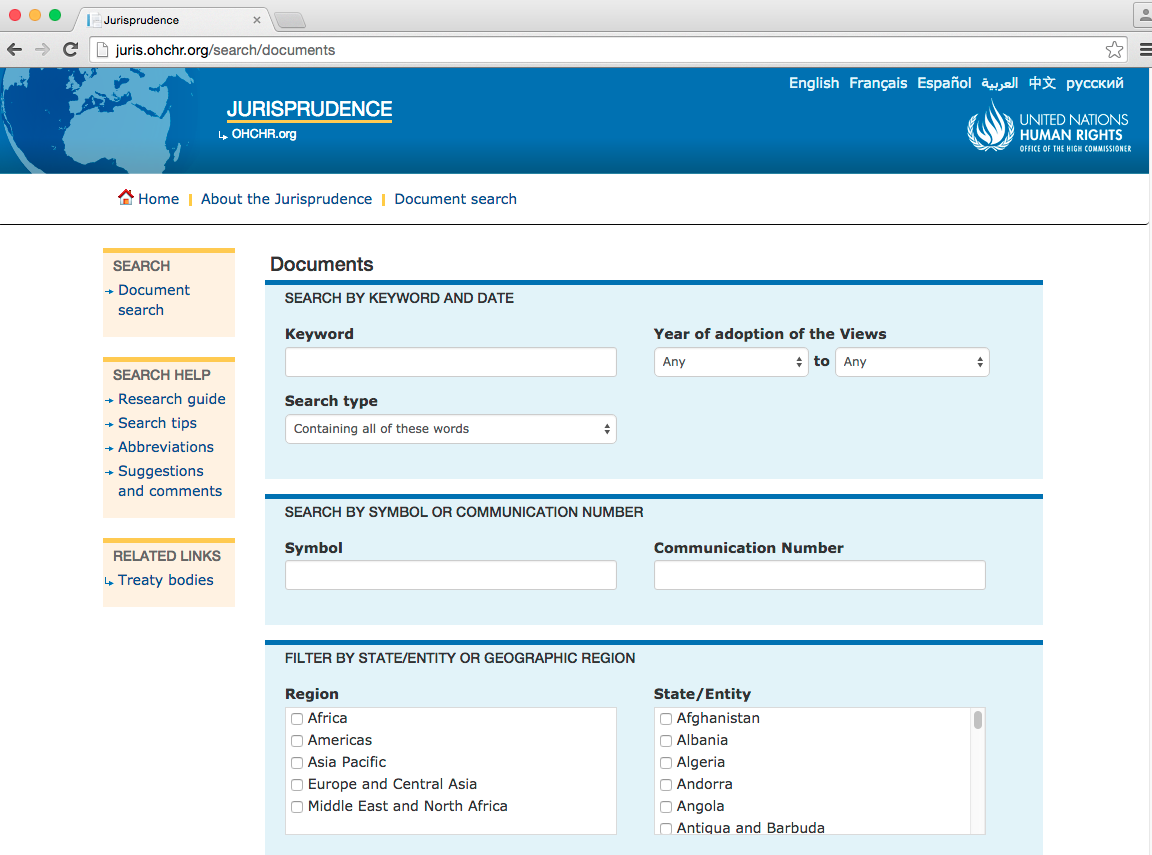 Jurisprudence
juris.ohchr.org/search/documents
English Français Español العربية 中文 русский
JURISPRUDENCE
OHCHR.org
UNITED NATIONS
HUMAN RIGHTS
OFFICE OF THE HIGH COMMISSIONER
Home About the Jurisprudence Document search
SEARCH
Document
search
SEARCH HELP
Research guide
Search tips
Abbreviations
Suggestions
and comments
RELATED LINKS
Treaty bodies
Documents
SEARCH BY KEYWORD AND DATE
Keyword
Year of adoption of the Views
Any to Any
Search type
Containing all of these words
SEARCH BY SYMBOL OR COMMUNICATION NUMBER
Symbol
Communication Number
FILTER BY STATE/ENTITY OR GEOGRAPHIC REGION
Region
Africa
Americas
Asia Pacific
Europe and Central Asia
Middle East and North Africa
State/Entity
Afghanistan
Albania
Algeria
Andorra
Angola
Antigua and Barbuda